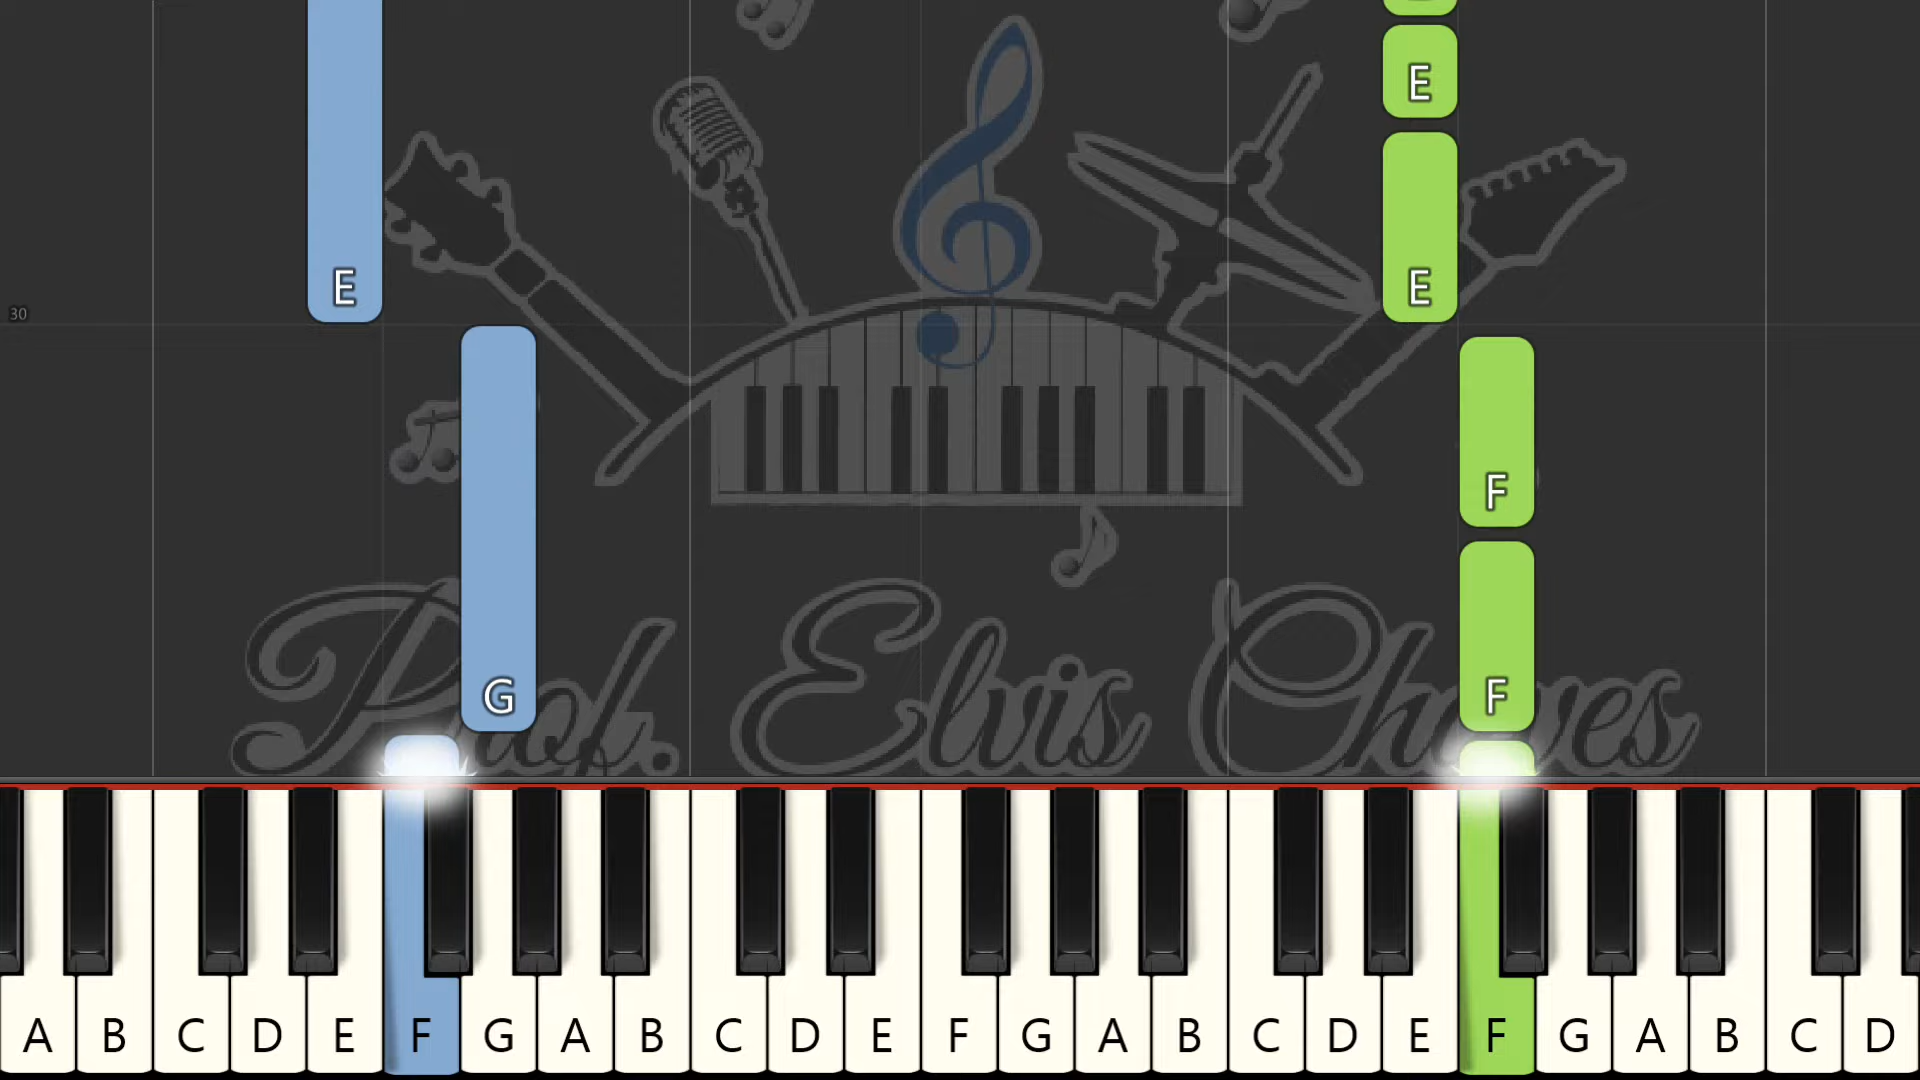 E
E
E
30
F
F
G
Prof. Elvis Chaves
A B C D E F G A B C D E F G A B C D E F G A B C D